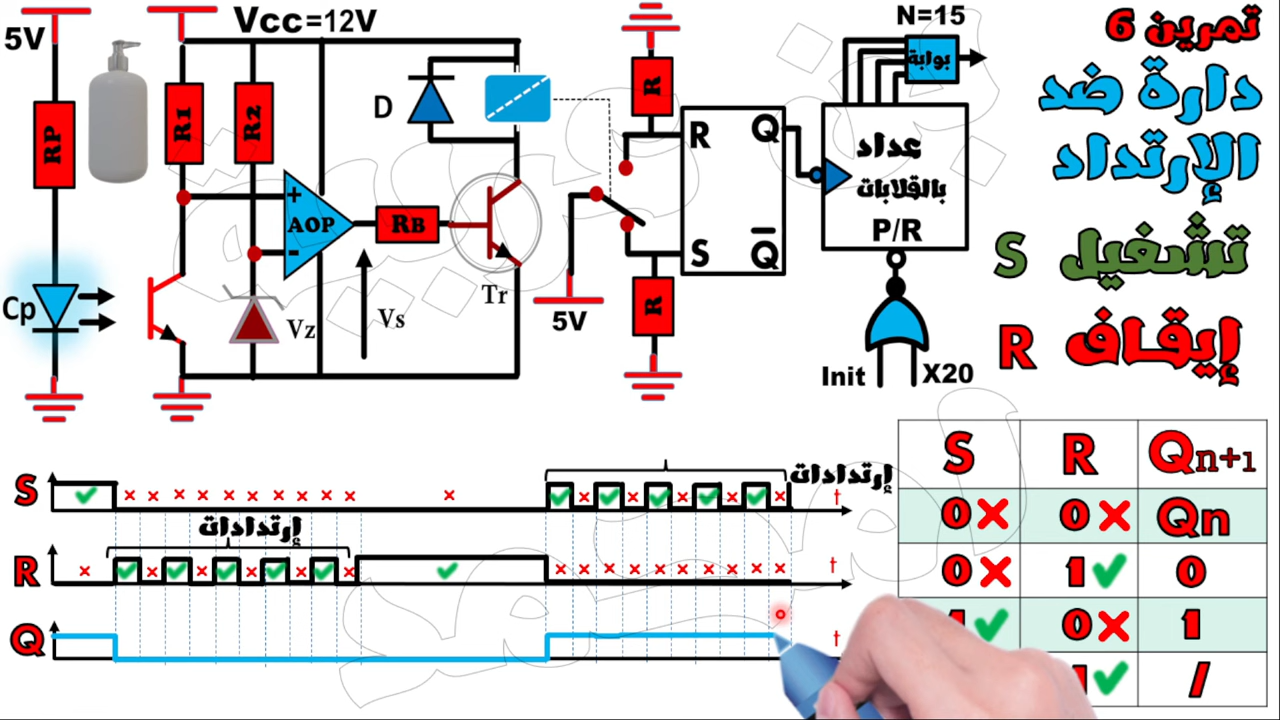 تمرين 6
دارة ضد
الإرتداد
تشغيل S
إيقاف R
5V
RP
Cp
Vcc=12V
R1
R2
+
AOP
-
Vz
Vs
RB
Tr
D
5V
R
R
R Q
S Q̅
N=15
بوابة
عداد
بالقلابات
P/R
Init X20
S R Qn+1
0 0 Qn
0 1 0
0 1
/
S إرتدادات t
إرتدادات
R t
Q t